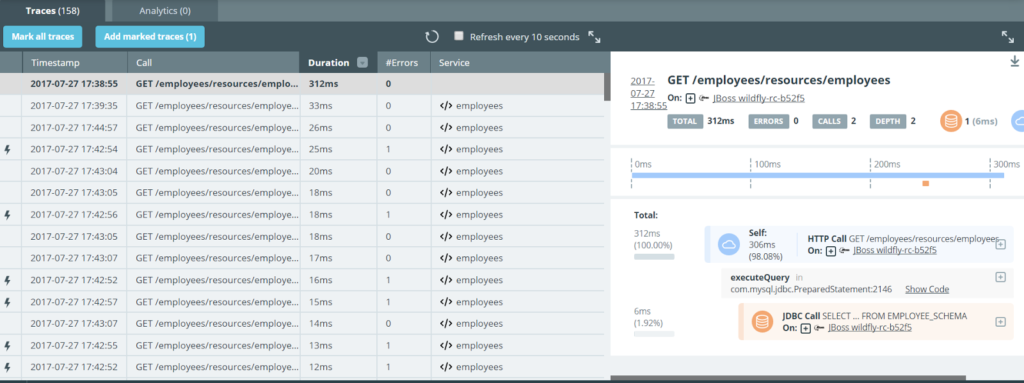 Traces (158) Analytics (0)
Mark all traces Add marked traces (1) Refresh every 10 seconds
Timestamp Call Duration #Errors Service
2017-07-27 17:38:55 GET /employees/resources/emplo... 312ms 0
2017-07-27 17:39:35 GET /employees/resources/employe... 33ms 0 </> employees
2017-07-27 17:44:57 GET /employees/resources/employe... 26ms 0 </> employees
2017-07-27 17:42:54 GET /employees/resources/employe... 25ms 1 </> employees
2017-07-27 17:43:04 GET /employees/resources/employe... 20ms 0 </> employees
2017-07-27 17:43:05 GET /employees/resources/employe... 18ms 0 </> employees
2017-07-27 17:42:56 GET /employees/resources/employe... 18ms 1 </> employees
2017-07-27 17:43:05 GET /employees/resources/employe... 18ms 0 </> employees
2017-07-27 17:43:07 GET /employees/resources/employe... 17ms 0 </> employees
2017-07-27 17:42:52 GET /employees/resources/employe... 16ms 1 </> employees
2017-07-27 17:42:57 GET /employees/resources/employe... 15ms 1 </> employees
2017-07-27 17:43:07 GET /employees/resources/employe... 14ms 0 </> employees
2017-07-27 17:42:55 GET /employees/resources/employe... 13ms 1 </> employees
2017-07-27 17:42:52 GET /employees/resources/employe... 12ms 1 </> employees
2017-
07-27
17:38:55
GET /employees/resources/employees
On: JBoss wildfly-rc-b52f5
TOTAL 312ms ERRORS 0 CALLS 2 DEPTH 2 1 (6ms)
0ms 100ms 200ms 300ms
Total:
312ms
(100.00%)
Self:
306ms
(98.08%)
HTTP Call GET /employees/resources/employees
On: JBoss wildfly-rc-b52f5
executeQuery in
com.mysql.jdbc.PreparedStatement:2146 Show Code
6ms
(1.92%)
JDBC Call SELECT ... FROM EMPLOYEE_SCHEMA
On: JBoss wildfly-rc-b52f5